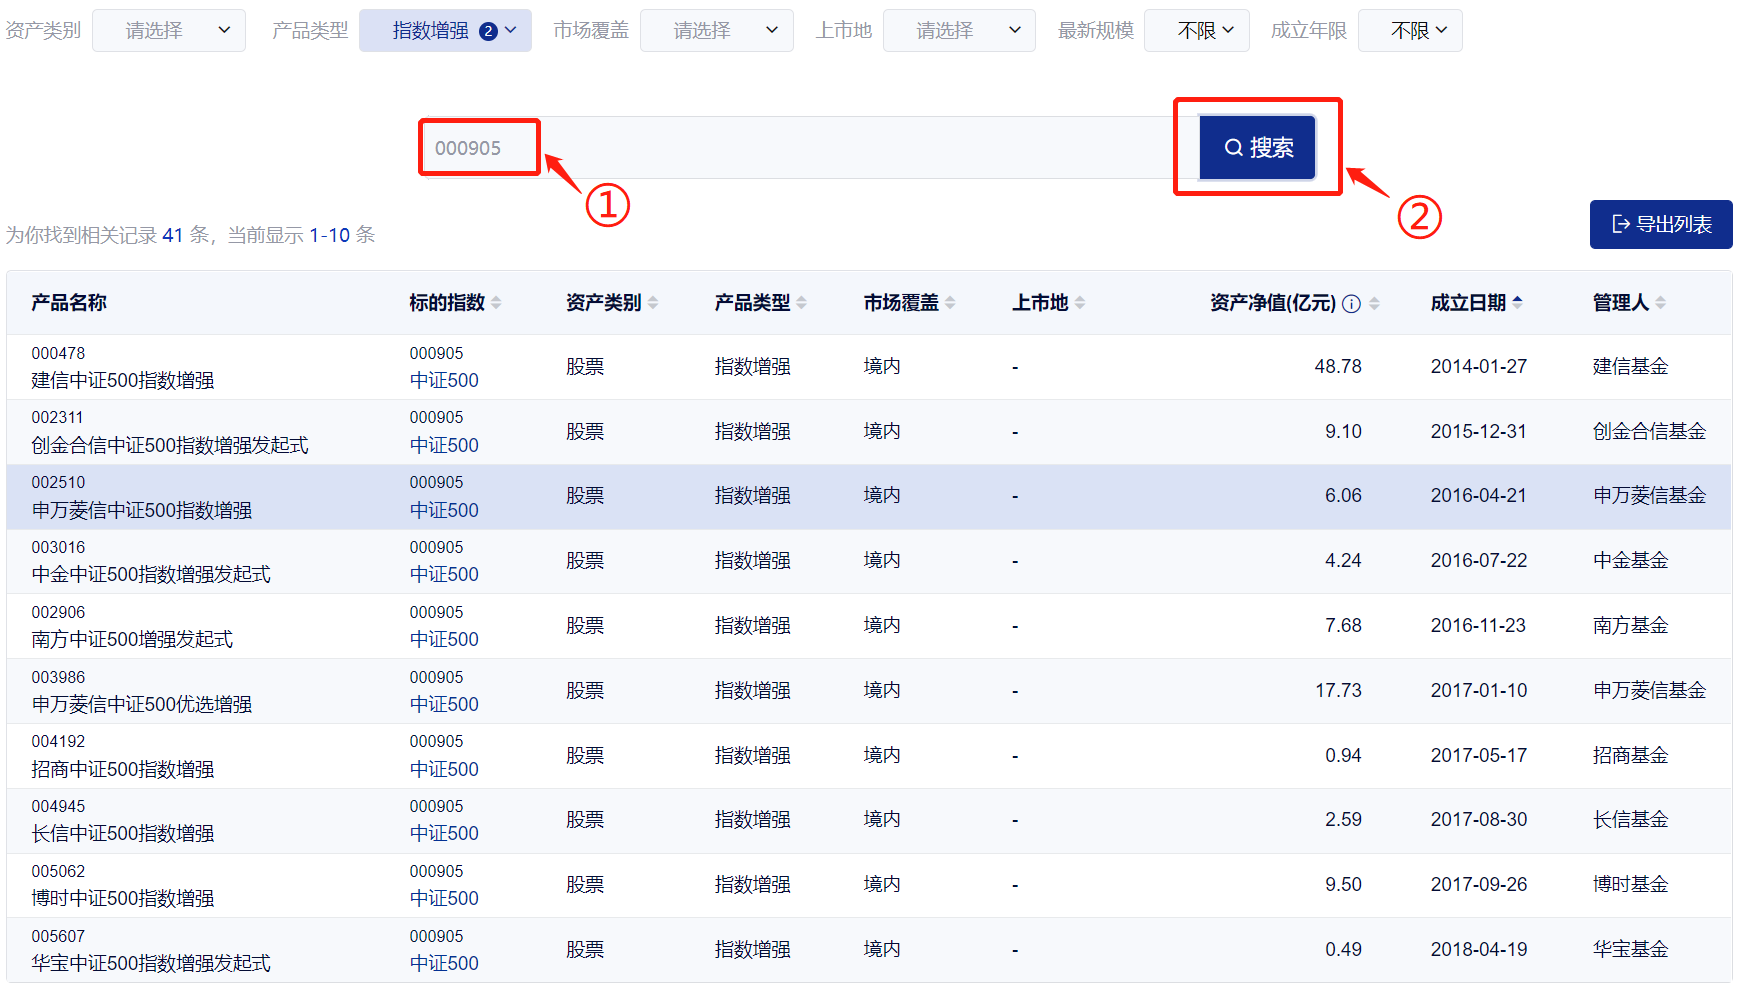 资产类别 请选择 产品类型 指数增强 2 市场覆盖 请选择 上市地 请选择 最新规模 不限 成立年限 不限
000905 搜索
① ②
为你找到相关记录 41 条，当前显示 1-10 条 导出列表
产品名称 标的指数 资产类别 产品类型 市场覆盖 上市地 资产净值(亿元) 成立日期 管理人
000478 000905
建信中证500指数增强 中证500 股票 指数增强 境内 - 48.78 2014-01-27 建信基金
002311 000905
创金合信中证500指数增强发起式 中证500 股票 指数增强 境内 - 9.10 2015-12-31 创金合信基金
002510 000905
申万菱信中证500指数增强 中证500 股票 指数增强 境内 - 6.06 2016-04-21 申万菱信基金
003016 000905
中金中证500指数增强发起式 中证500 股票 指数增强 境内 - 4.24 2016-07-22 中金基金
002906 000905
南方中证500增强发起式 中证500 股票 指数增强 境内 - 7.68 2016-11-23 南方基金
003986 000905
申万菱信中证500优选增强 中证500 股票 指数增强 境内 - 17.73 2017-01-10 申万菱信基金
004192 000905
招商中证500指数增强 中证500 股票 指数增强 境内 - 0.94 2017-05-17 招商基金
004945 000905
长信中证500指数增强 中证500 股票 指数增强 境内 - 2.59 2017-08-30 长信基金
005062 000905
博时中证500指数增强 中证500 股票 指数增强 境内 - 9.50 2017-09-26 博时基金
005607 000905
华宝中证500指数增强发起式 中证500 股票 指数增强 境内 - 0.49 2018-04-19 华宝基金